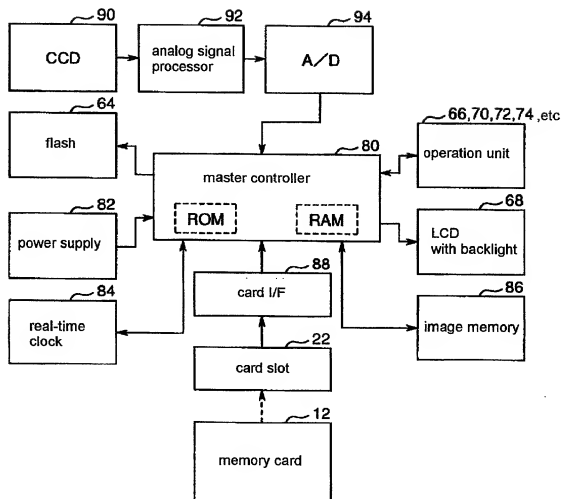 90
92
94
CCD
analog signal
processor
A/D
64
80
66,70,72,74 ,etc
flash
master controller
operation unit
82
ROM
RAM
68
power supply
LCD
with backlight
84
88
card I/F
86
real-time
clock
22
image memory
card slot
12
memory card